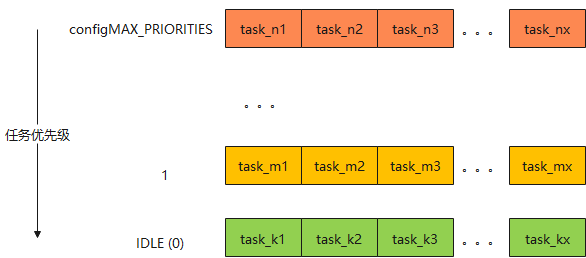 configMAX_PRIORITIES task_n1 task_n2 task_n3 。。。 task_nx
。。。
任务优先级
1 task_m1 task_m2 task_m3 。。。 task_mx
IDLE (0) task_k1 task_k2 task_k3 。。。 task_kx